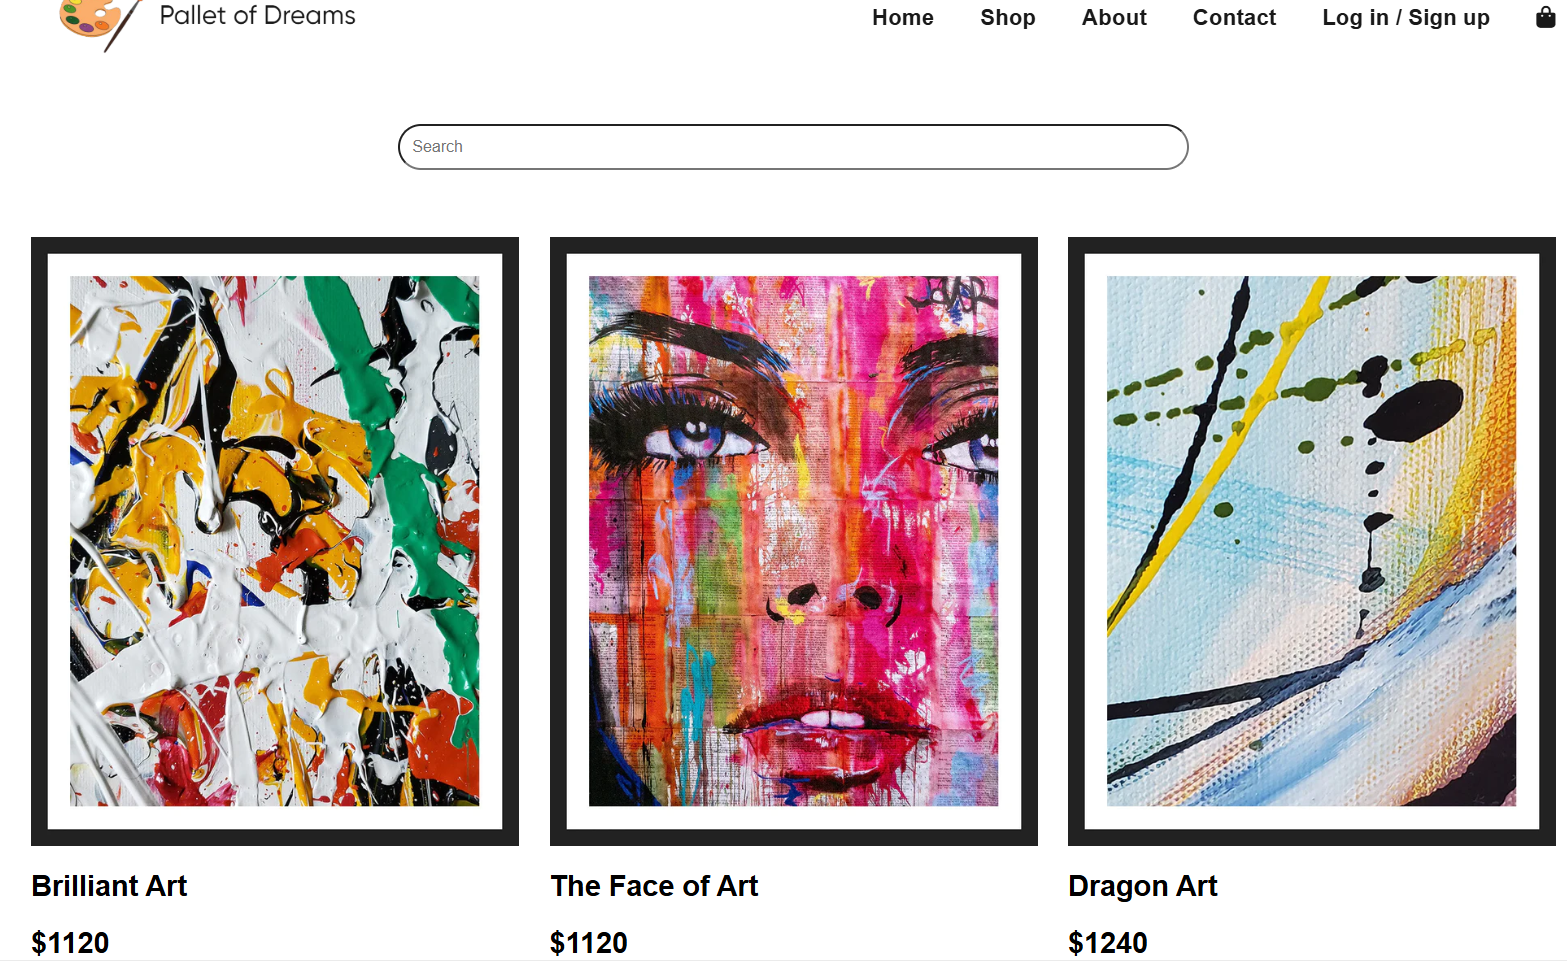 Pallet of Dreams
Home Shop About Contact Log in / Sign up
Search
Brilliant Art
The Face of Art
Dragon Art
$1120
$1120
$1240